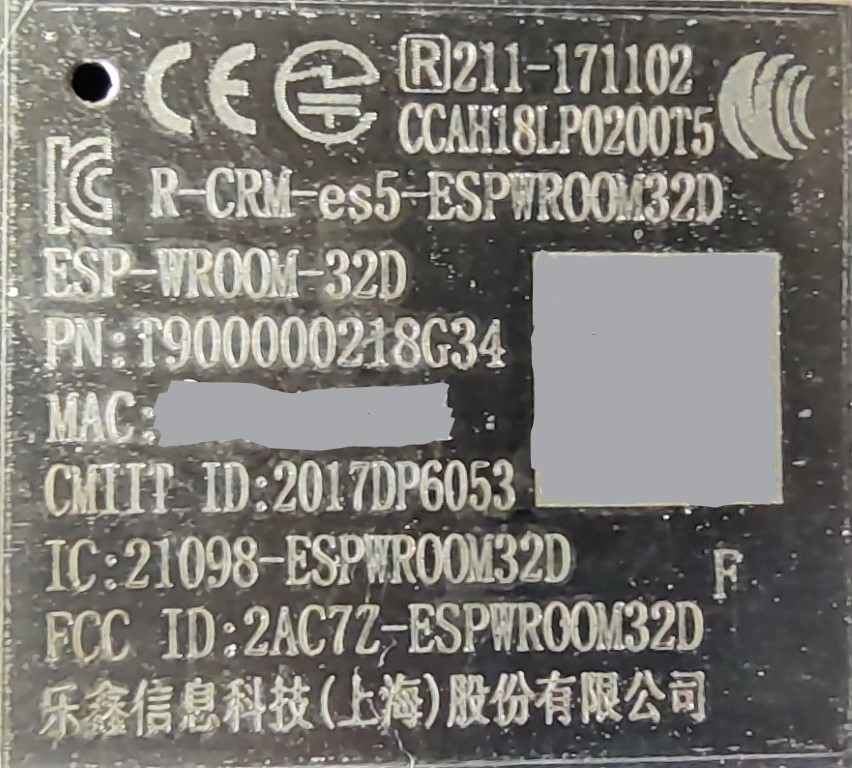 CE R 211-171102
CCAH18LP0200T5
R-CRM-es5-ESPWROOM32D
ESP-WROOM-32D
PN:T900000218G34
MAC:
CMIIT ID:2017DP6053
IC:21098-ESPWROOM32D
F
FCC ID:2AC7Z-ESPWROOM32D
乐鑫信息科技(上海)股份有限公司